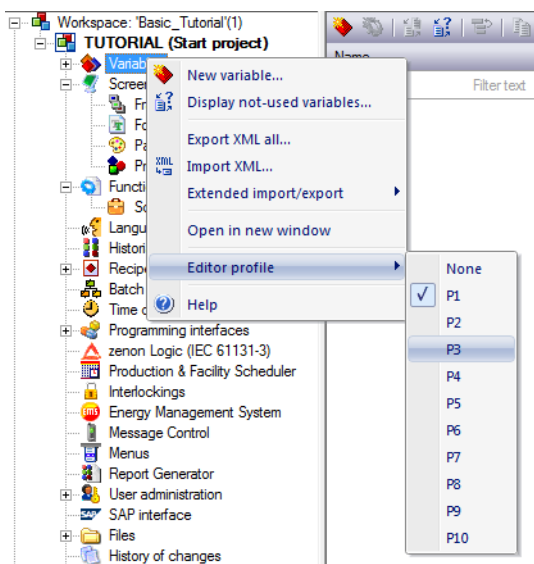 Workspace: 'Basic_Tutorial'(1)
TUTORIAL (Start project)
Variab
Screen
Fr
Fo
Pa
Pr
Functi
Sc
Langu
Histori
Recipe
Batch
Time c
Programming interfaces
zenon Logic (IEC 61131-3)
Production & Facility Scheduler
Interlockings
Energy Management System
Message Control
Menus
Report Generator
User administration
SAP interface
Files
History of changes
New variable...
Display not-used variables...
Export XML all...
Import XML...
Extended import/export
Open in new window
Editor profile
Help
None
P1
P2
P3
P4
P5
P6
P7
P8
P9
P10
Filter text
XML
EMS
SAP